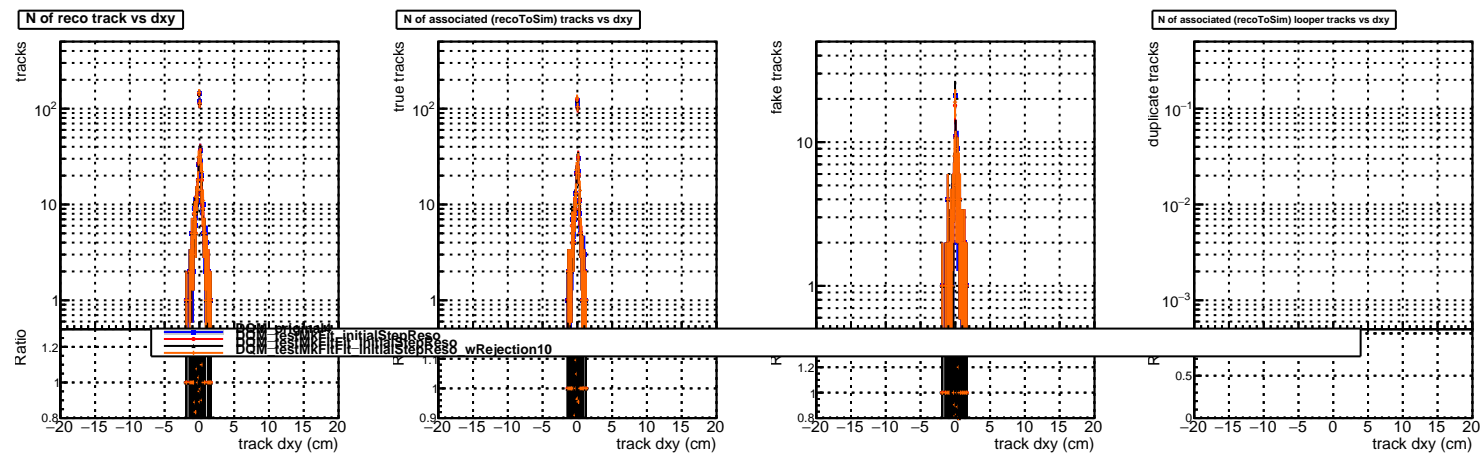 N of reco track vs dxy
N of associated (recoToSim) tracks vs dxy
N of associated (recoToSim) looper tracks vs dxy
tracks
10²
10
1
Ratio
1.2
1
0.8
−20 −15 −10 −5 0 5 10 15 20
track dxy (cm)
true tracks
10²
10
1
1.1
1
0.9
−20 −15 −10 −5 0 5 10 15 20
track dxy (cm)
fake tracks
10
1
1.2
1
0.8
−20 −15 −10 −5 0 5 10 15 20
track dxy (cm)
duplicate tracks
10⁻¹
10⁻²
10⁻³
0.5
0
−20 −15 −10 −5 0 5 10 15 20
track dxy (cm)
DQM_testMkFitFit_initialStepReso
DQM_testMkFitFit_initialStepReso_wRejection10